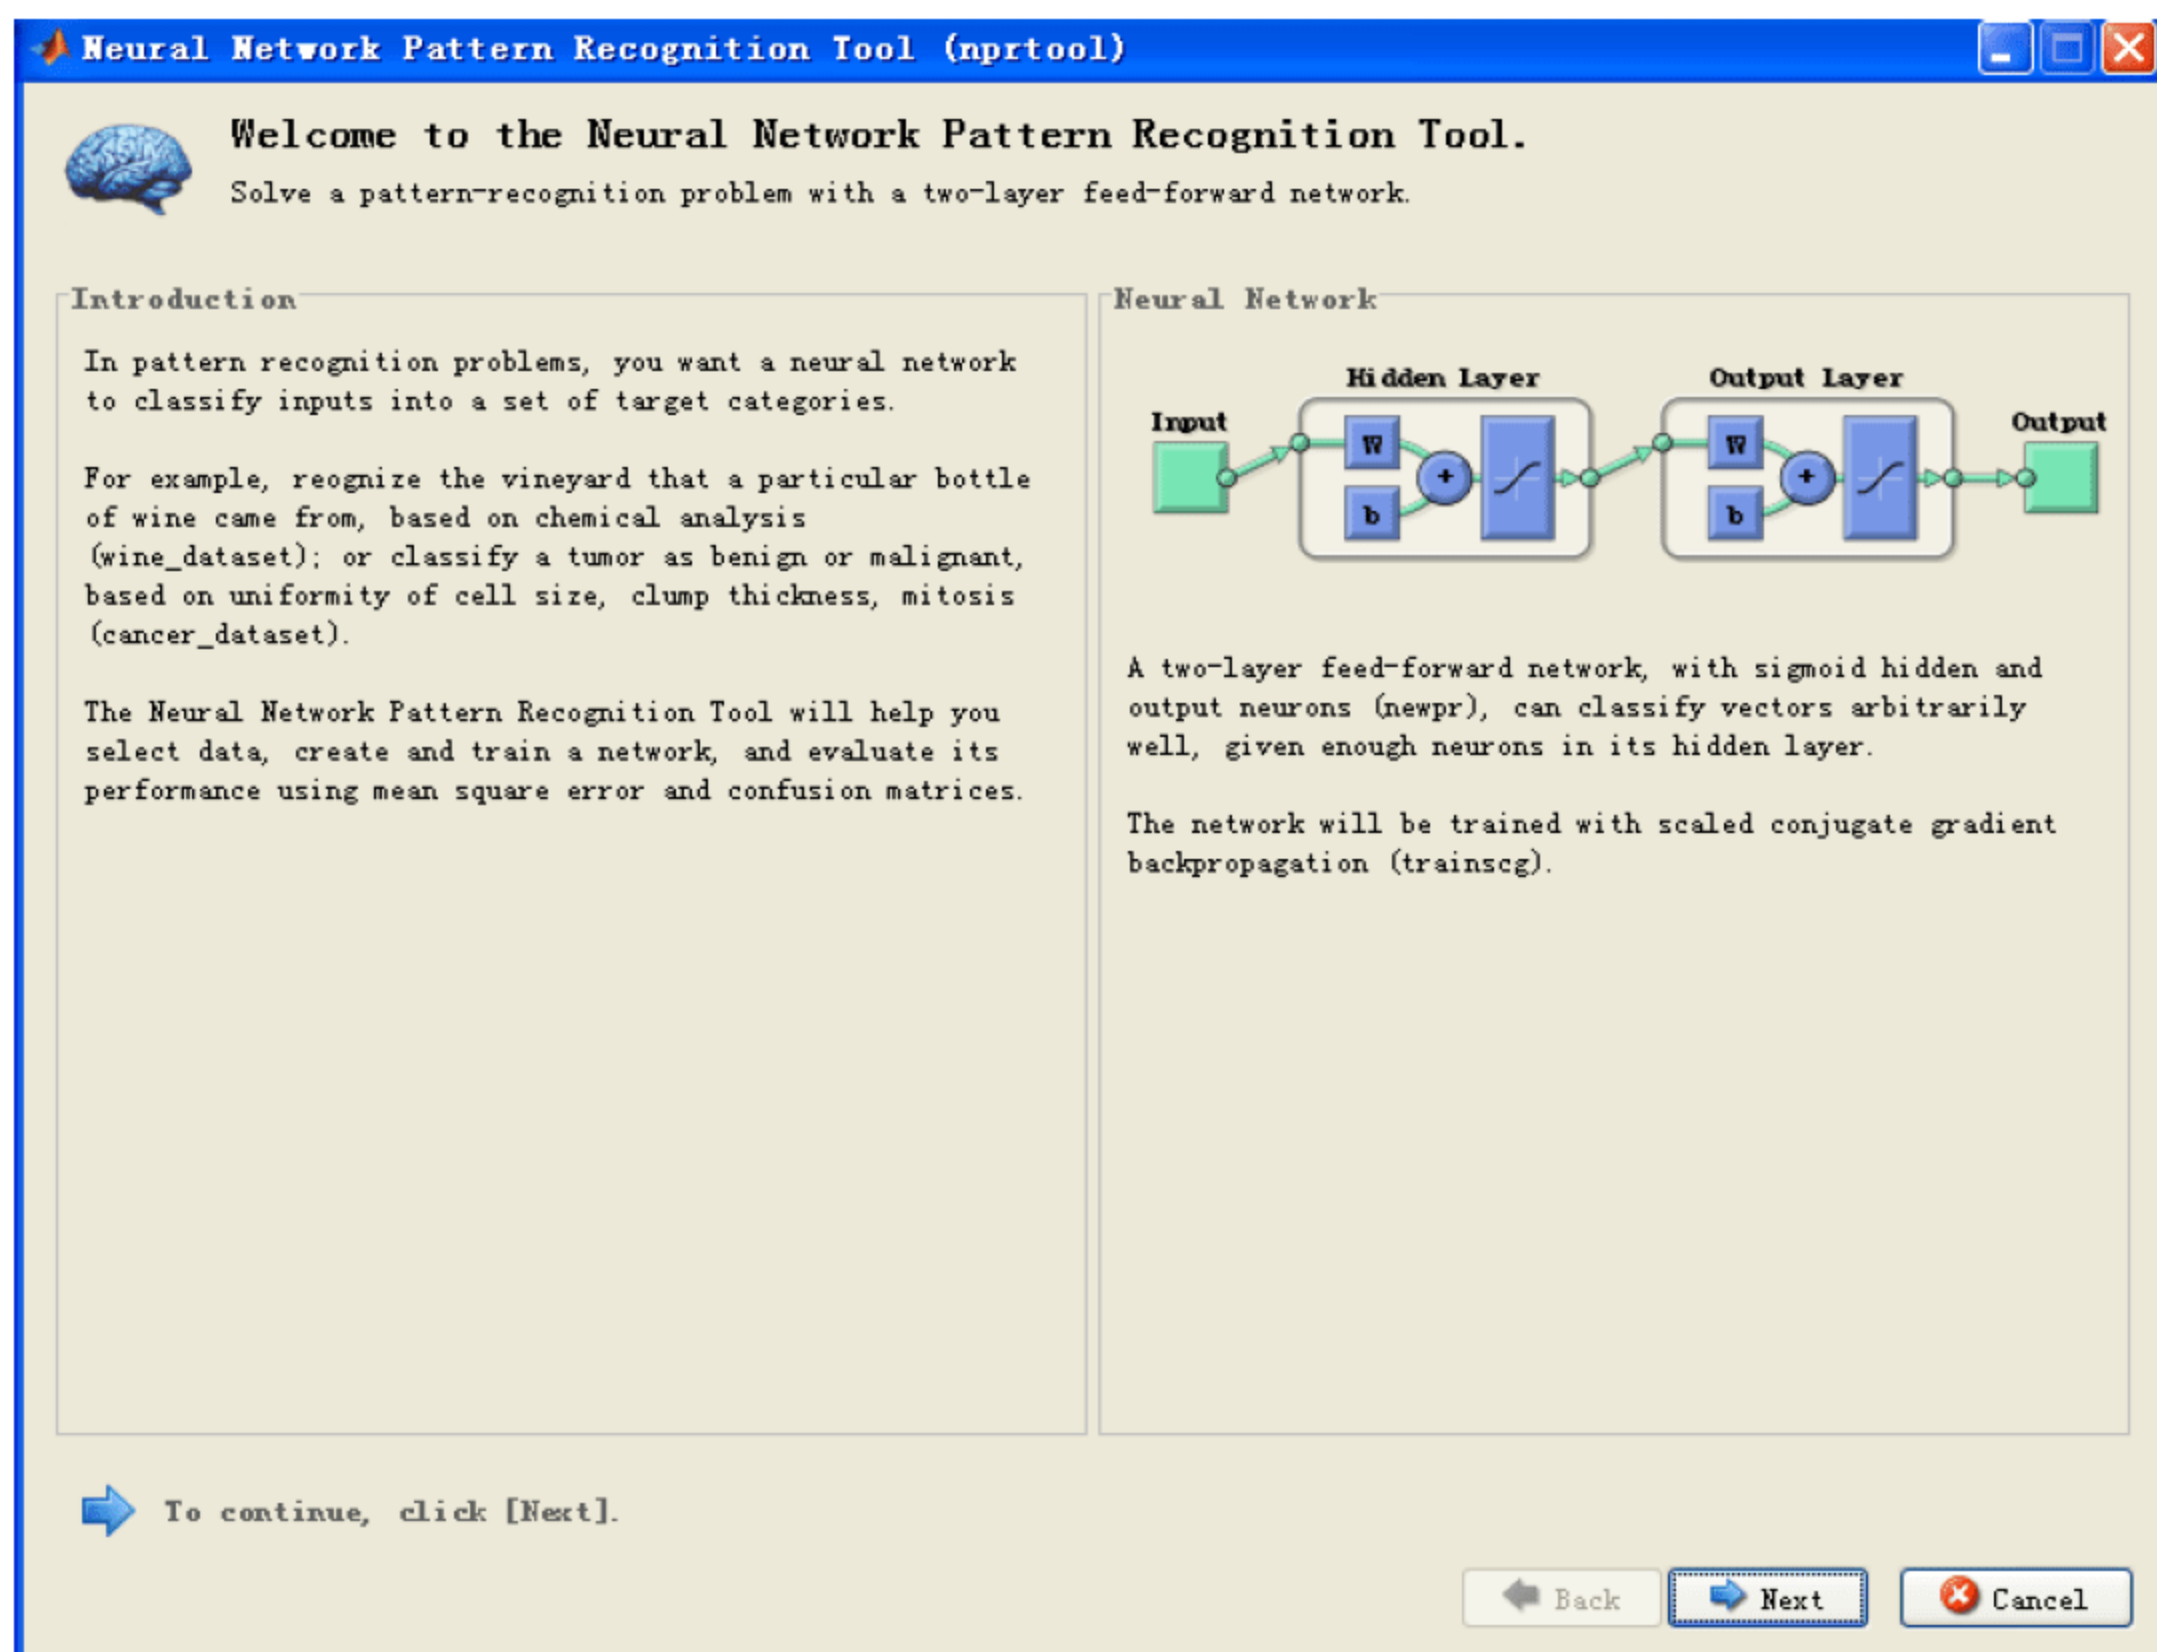 Neural Network Pattern Recognition Tool (nprtool)
Welcome to the Neural Network Pattern Recognition Tool.
Solve a pattern-recognition problem with a two-layer feed-forward network.
Introduction
In pattern recognition problems, you want a neural network
to classify inputs into a set of target categories.
For example, reognize the vineyard that a particular bottle
of wine came from, based on chemical analysis
(wine_dataset); or classify a tumor as benign or malignant,
based on uniformity of cell size, clump thickness, mitosis
(cancer_dataset).
The Neural Network Pattern Recognition Tool will help you
select data, create and train a network, and evaluate its
performance using mean square error and confusion matrices.
Neural Network
Hidden Layer Output Layer
Input Output
W W
+ +
b b
A two-layer feed-forward network, with sigmoid hidden and
output neurons (newpr), can classify vectors arbitrarily
well, given enough neurons in its hidden layer.
The network will be trained with scaled conjugate gradient
backpropagation (trainscg).
To continue, click [Next].
Back Next Cancel